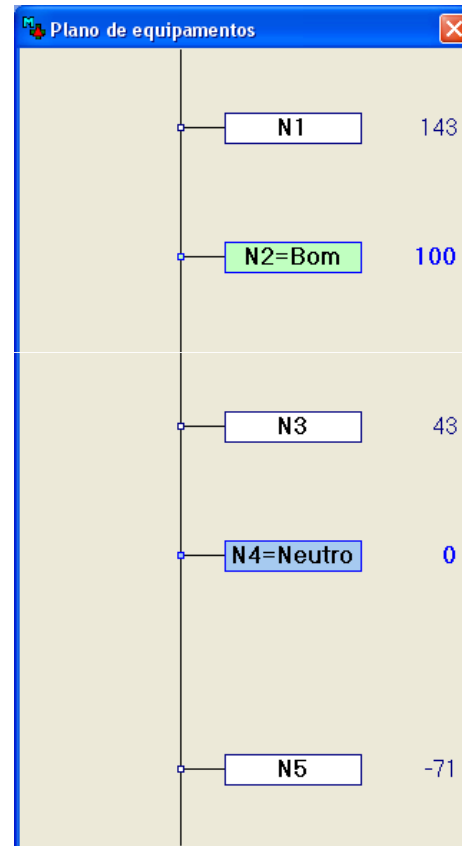 Plano de equipamentos
N1 143
N2=Bom 100
N3 43
N4=Neutro 0
N5 -71